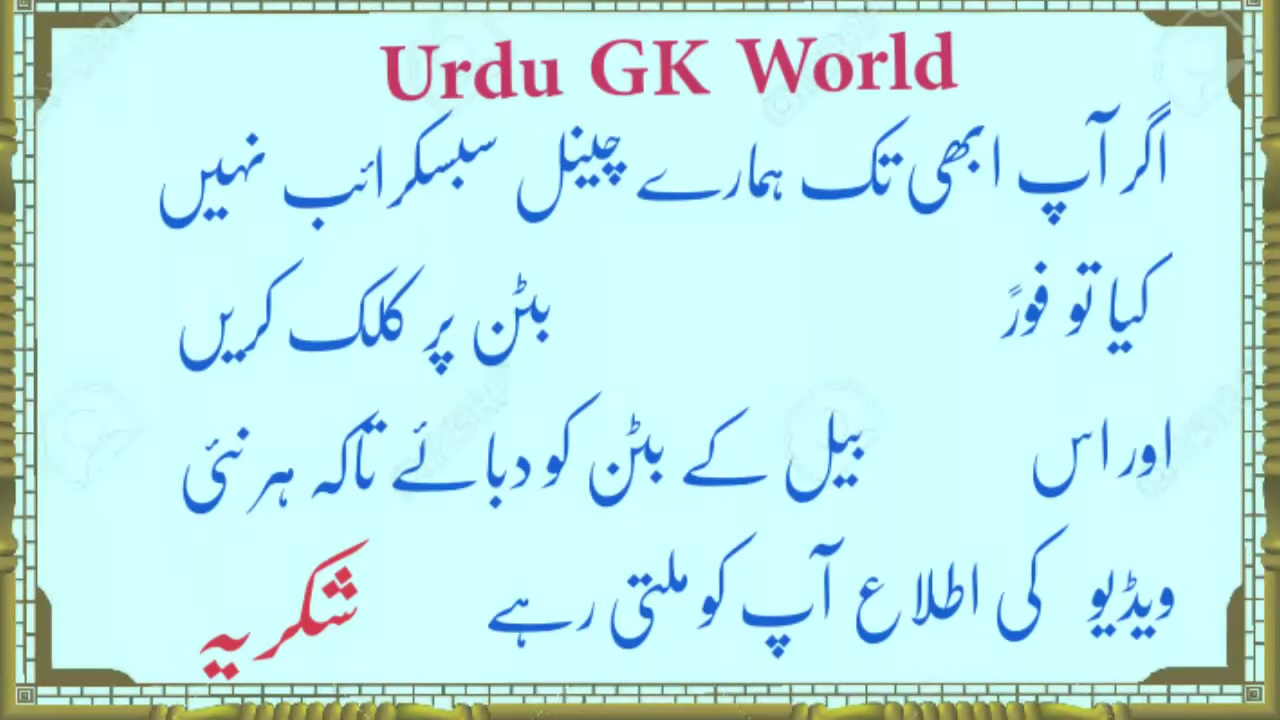 Urdu GK World
اگر آپ ابھی تک ہمارے چینل سبسکرائب نہیں
کیا تو فورً بٹن پر کلک کریں
اور اس بیل کے بٹن کو دبائے تاکہ ہر نئی
ویڈیو کی اطلاع آپ کو ملتی رہے شکریہ